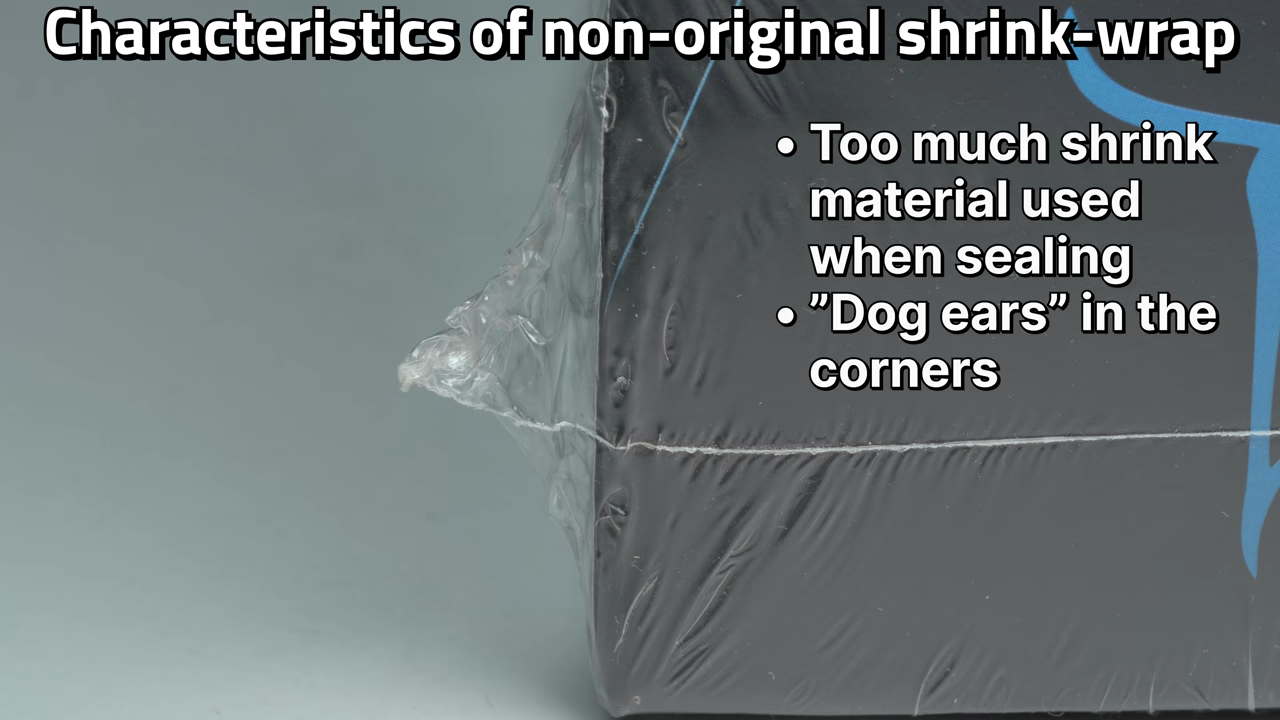 Characteristics of non-original shrink-wrap
• Too much shrink
material used
when sealing
• ”Dog ears” in the
corners